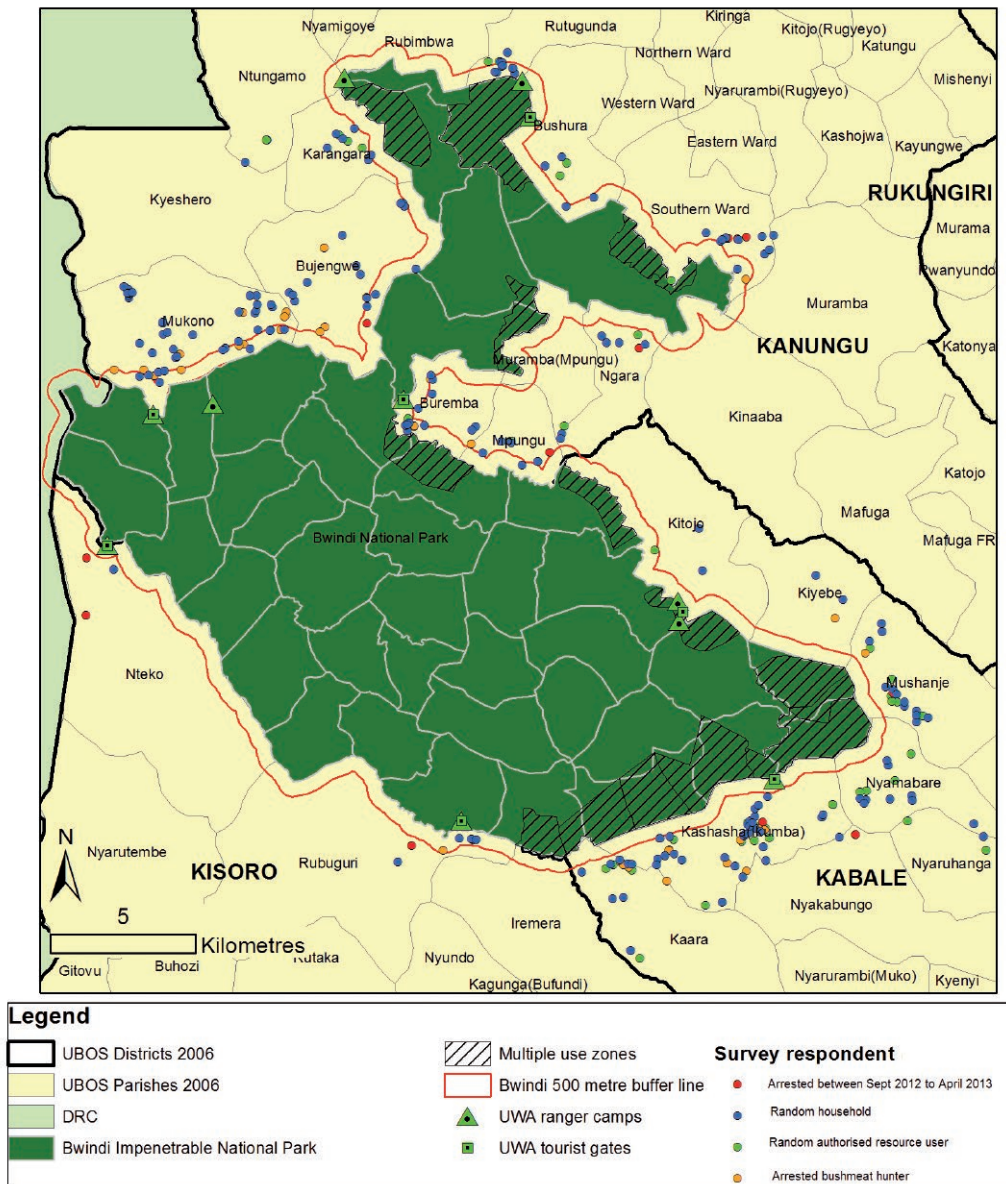 Nyamigoye
Rubimbwa
Rutugunda
Kiringa
Kitojo(Rugyeyo)
Katungu
Northern Ward
Mishenyi
Ntungamo
Western Ward
Nyarurambi(Rugyeyo)
Bushura
Eastern Ward
Kashojwa
Kayungwe
Karangara
Kyeshero
RUKUNGIRI
Southern Ward
Murama
Bujengwe
Rwanyundo
Mukono
Muramba
KANUNGU
Katonya
Muramba(Mpungu)
Ngara
Buremba
Kinaaba
Mpungu
Katojo
Mafuga
Kitojo
Bwindi National Park
Mafuga FR
Kiyebe
Nteko
Mushanje
Nyamabare
N
Kashasha(Ikumba)
Nyarutembe
Rubuguri
KISORO
Nyaruhanga
KABALE
Nyakabungo
5
Iremera
Kilometres
Kaara
Gitovu
Buhozi
Rutaka
Nyundo
Kagunga(Bufundi)
Nyarurambi(Muko)
Kyenyi
Legend
UBOS Districts 2006
UBOS Parishes 2006
DRC
Bwindi Impenetrable National Park
Multiple use zones
Bwindi 500 metre buffer line
UWA ranger camps
UWA tourist gates
Survey respondent
Arrested between Sept 2012 to April 2013
Random household
Random authorised resource user
Arrested bushmeat hunter